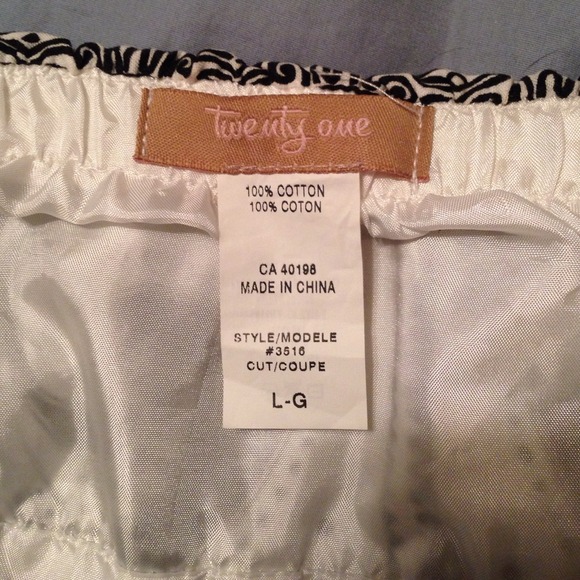 twenty one
100% COTTON
100% COTON
CA 40198
MADE IN CHINA
STYLE/MODELE
#3516
CUT/COUPE
L-G